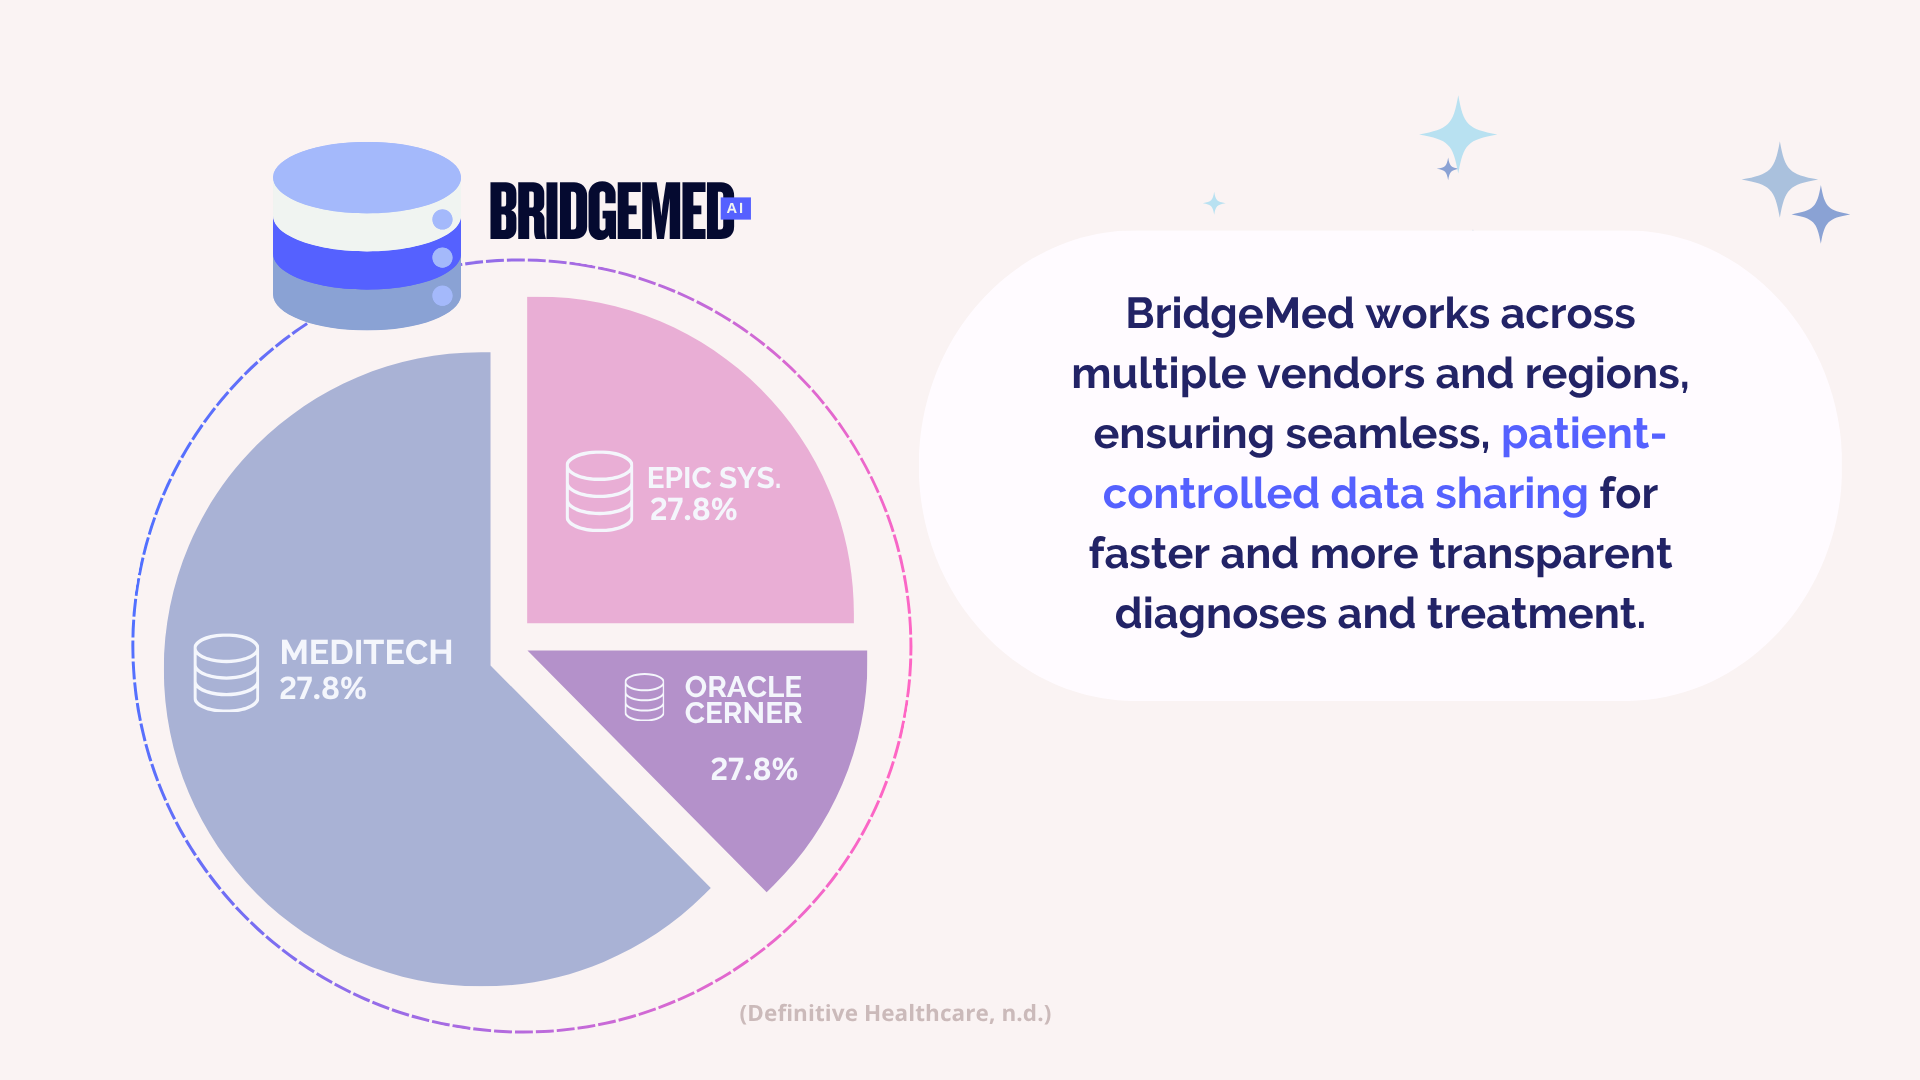 BRIDGEMED
AI
EPIC SYS.
27.8%
MEDITECH
27.8%
ORACLE
CERNER
27.8%
BridgeMed works across
multiple vendors and regions,
ensuring seamless, patient-
controlled data sharing for
faster and more transparent
diagnoses and treatment.
(Definitive Healthcare, n.d.)